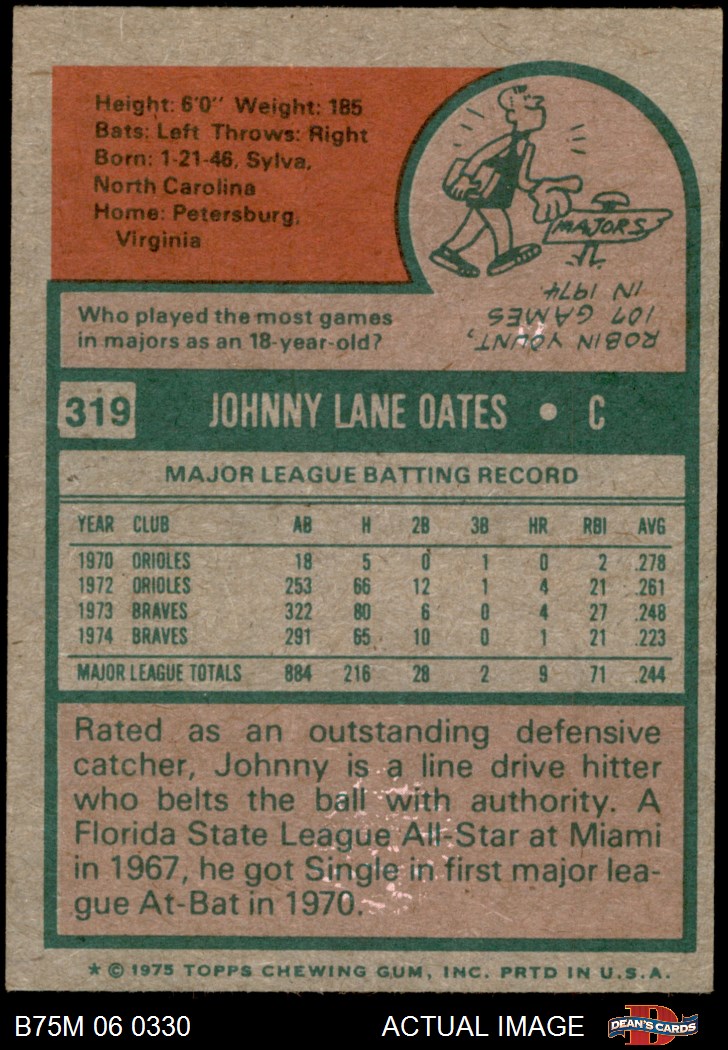 Height: 6'0" Weight: 185
Bats: Left Throws: Right
Born: 1-21-46, Sylva,
North Carolina
Home: Petersburg,
Virginia
MAJORS
Who played the most games
in majors as an 18-year-old?
ROBIN YOUNT,
107 GAMES
IN 1974.
319 JOHNNY LANE OATES • C
MAJOR LEAGUE BATTING RECORD
YEAR CLUB AB H 2B 3B HR RBI AVG
1970 ORIOLES 18 5 0 1 0 2 .278
1972 ORIOLES 253 66 12 1 4 21 .261
1973 BRAVES 322 80 6 0 4 27 .248
1974 BRAVES 291 65 10 0 1 21 .223
MAJOR LEAGUE TOTALS 884 216 28 2 9 71 .244
Rated as an outstanding defensive
catcher, Johnny is a line drive hitter
who belts the ball with authority. A
Florida State League All-Star at Miami
in 1967, he got Single in first major lea-
gue At-Bat in 1970.
* © 1975 TOPPS CHEWING GUM, INC. PRTD IN U.S.A.
B75M 06 0330 ACTUAL IMAGE
D
DEAN'S CARDS